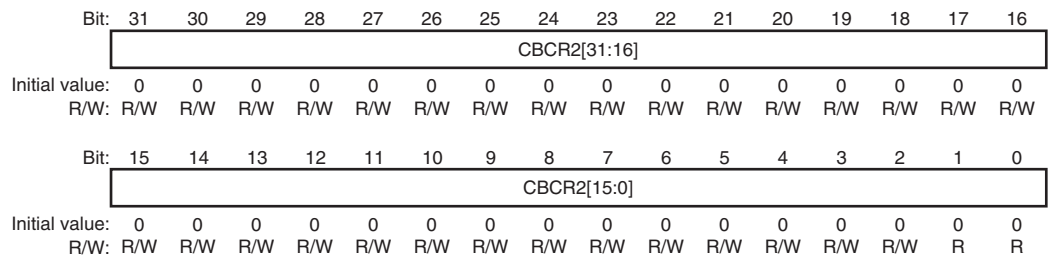 Bit: 31 30 29 28 27 26 25 24 23 22 21 20 19 18 17 16
CBCR2[31:16]
Initial value: 0 0 0 0 0 0 0 0 0 0 0 0 0 0 0 0
R/W: R/W R/W R/W R/W R/W R/W R/W R/W R/W R/W R/W R/W R/W R/W R/W R/W
Bit: 15 14 13 12 11 10 9 8 7 6 5 4 3 2 1 0
CBCR2[15:0]
Initial value: 0 0 0 0 0 0 0 0 0 0 0 0 0 0 0 0
R/W: R/W R/W R/W R/W R/W R/W R/W R/W R/W R/W R/W R/W R/W R/W R R